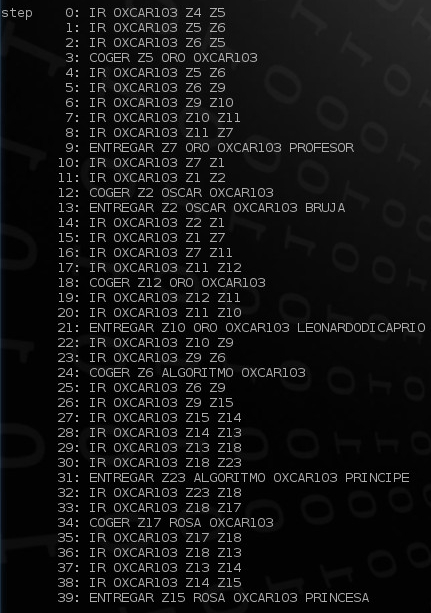 step 0: IR OXCAR103 Z4 Z5
1: IR OXCAR103 Z5 Z6
2: IR OXCAR103 Z6 Z5
3: COGER Z5 ORO OXCAR103
4: IR OXCAR103 Z5 Z6
5: IR OXCAR103 Z6 Z9
6: IR OXCAR103 Z9 Z10
7: IR OXCAR103 Z10 Z11
8: IR OXCAR103 Z11 Z7
9: ENTREGAR Z7 ORO OXCAR103 PROFESOR
10: IR OXCAR103 Z7 Z1
11: IR OXCAR103 Z1 Z2
12: COGER Z2 OSCAR OXCAR103
13: ENTREGAR Z2 OSCAR OXCAR103 BRUJA
14: IR OXCAR103 Z2 Z1
15: IR OXCAR103 Z1 Z7
16: IR OXCAR103 Z7 Z11
17: IR OXCAR103 Z11 Z12
18: COGER Z12 ORO OXCAR103
19: IR OXCAR103 Z12 Z11
20: IR OXCAR103 Z11 Z10
21: ENTREGAR Z10 ORO OXCAR103 LEONARDODICAPRIO
22: IR OXCAR103 Z10 Z9
23: IR OXCAR103 Z9 Z6
24: COGER Z6 ALGORITMO OXCAR103
25: IR OXCAR103 Z6 Z9
26: IR OXCAR103 Z9 Z15
27: IR OXCAR103 Z15 Z14
28: IR OXCAR103 Z14 Z13
29: IR OXCAR103 Z13 Z18
30: IR OXCAR103 Z18 Z23
31: ENTREGAR Z23 ALGORITMO OXCAR103 PRINCIPE
32: IR OXCAR103 Z23 Z18
33: IR OXCAR103 Z18 Z17
34: COGER Z17 ROSA OXCAR103
35: IR OXCAR103 Z17 Z18
36: IR OXCAR103 Z18 Z13
37: IR OXCAR103 Z13 Z14
38: IR OXCAR103 Z14 Z15
39: ENTREGAR Z15 ROSA OXCAR103 PRINCESA